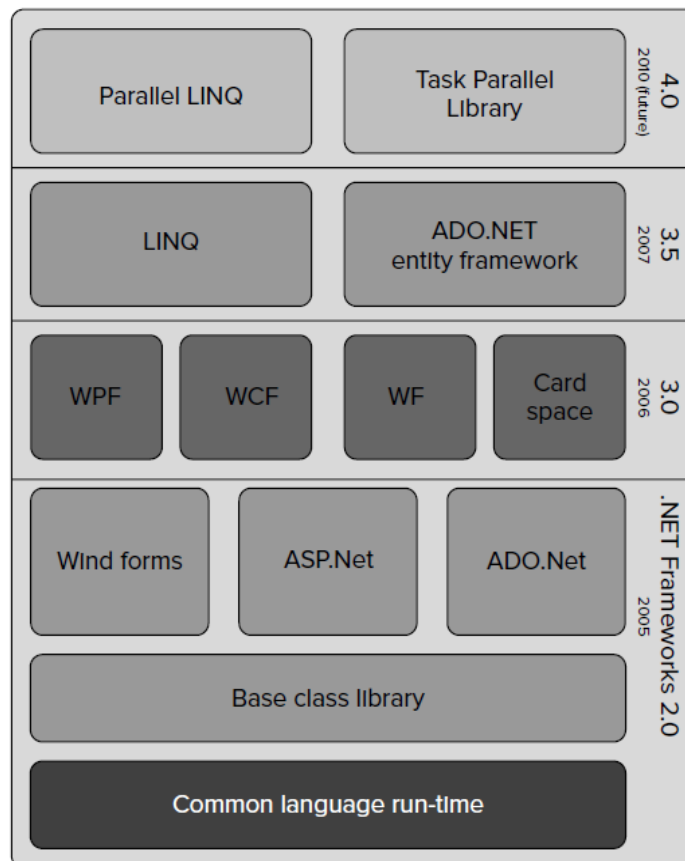 Parallel LINQ
Task Parallel
Library
4.0
2010 (future)
LINQ
ADO.NET
entity framework
3.5
2007
WPF
WCF
WF
Card
space
3.0
2006
Wind forms
ASP.Net
ADO.Net
.NET Frameworks 2.0
2005
Base class library
Common language run-time